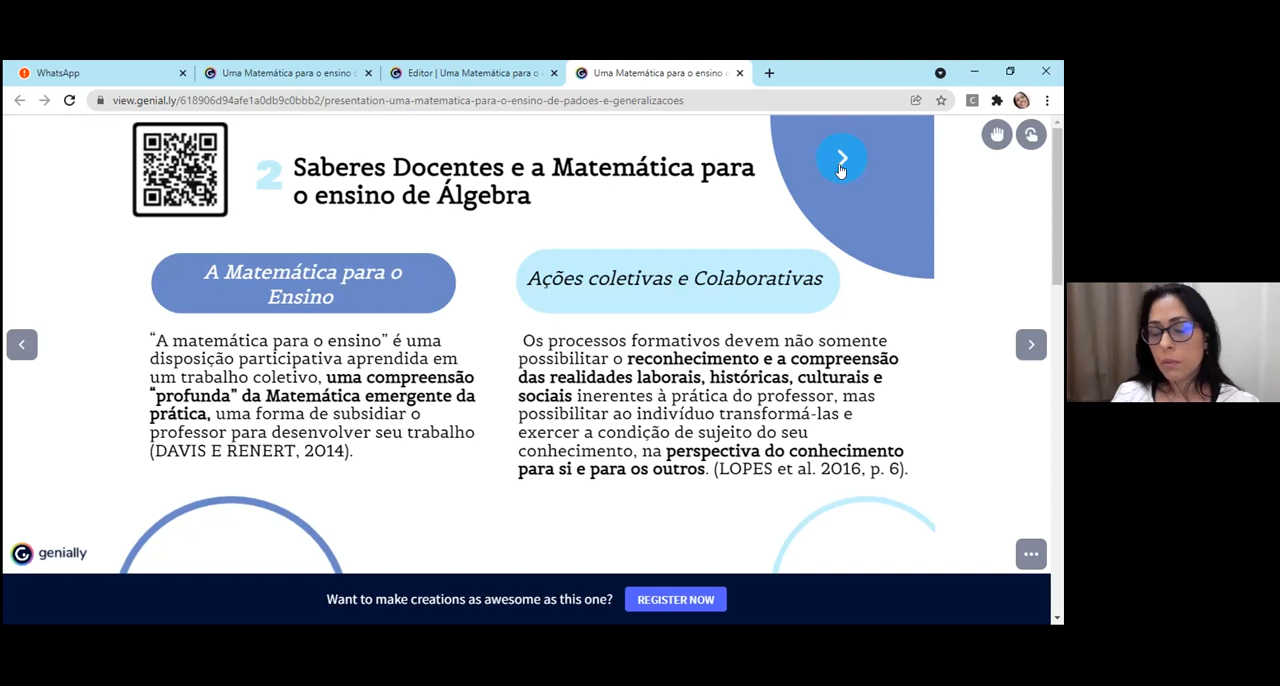 WhatsApp
Uma Matemática para o ensino
Editor | Uma Matemática para o
Uma Matemática para o ensino
view.genial.ly/618906d94afe1a0db9c0bbb2/presentation-uma-matematica-para-o-ensino-de-padoes-e-generalizacoes
2
Saberes Docentes e a Matemática para
o ensino de Álgebra
A Matemática para o
Ensino
“A matemática para o ensino” é uma
disposição participativa aprendida em
um trabalho coletivo, uma compreensão
“profunda” da Matemática emergente da
prática, uma forma de subsidiar o
professor para desenvolver seu trabalho
(DAVIS E RENERT, 2014).
Ações coletivas e Colaborativas
Os processos formativos devem não somente
possibilitar o reconhecimento e a compreensão
das realidades laborais, históricas, culturais e
sociais inerentes à prática do professor, mas
possibilitar ao indivíduo transformá-las e
exercer a condição de sujeito do seu
conhecimento, na perspectiva do conhecimento
para si e para os outros. (LOPES et al. 2016, p. 6).
genially
Want to make creations as awesome as this one?
REGISTER NOW